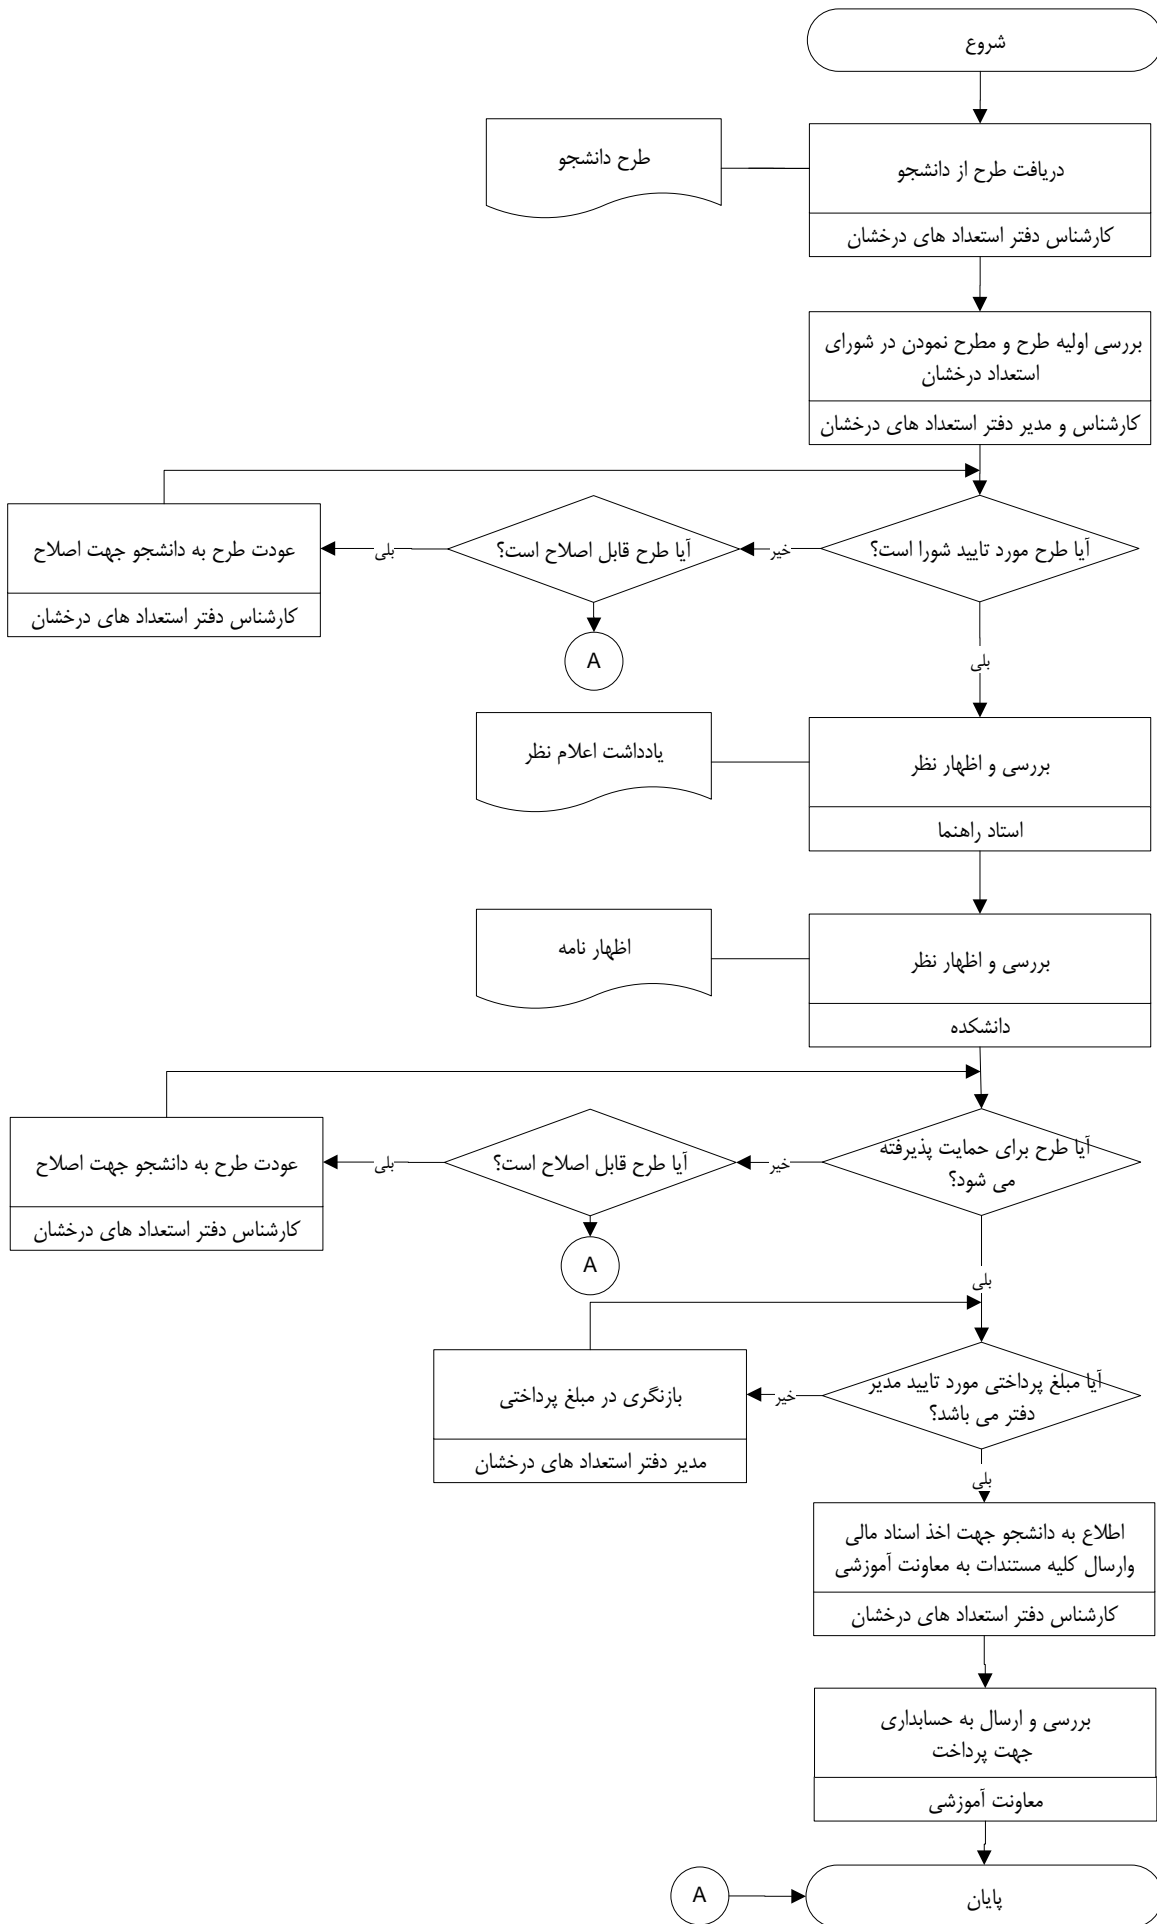 شروع
طرح دانشجو
دریافت طرح از دانشجو
کارشناس دفتر استعداد های درخشان
بررسی اولیه طرح و مطرح نمودن در شورای
استعداد درخشان
کارشناس و مدیر دفتر استعداد های درخشان
آیا طرح مورد تایید شورا است؟
خیر
آیا طرح قابل اصلاح است؟
بلی
عودت طرح به دانشجو جهت اصلاح
کارشناس دفتر استعداد های درخشان
A
بلی
یادداشت اعلام نظر
بررسی و اظهار نظر
استاد راهنما
اظهار نامه
بررسی و اظهار نظر
دانشکده
آیا طرح برای حمایت پذیرفته
می شود؟
خیر
آیا طرح قابل اصلاح است؟
بلی
عودت طرح به دانشجو جهت اصلاح
کارشناس دفتر استعداد های درخشان
A
بلی
آیا مبلغ پرداختی مورد تایید مدیر
دفتر می باشد؟
خیر
بازنگری در مبلغ پرداختی
مدیر دفتر استعداد های درخشان
بلی
اطلاع به دانشجو جهت اخذ اسناد مالی
وارسال کلیه مستندات به معاونت آموزشی
کارشناس دفتر استعداد های درخشان
بررسی و ارسال به حسابداری
جهت پرداخت
معاونت آموزشی
A
پایان